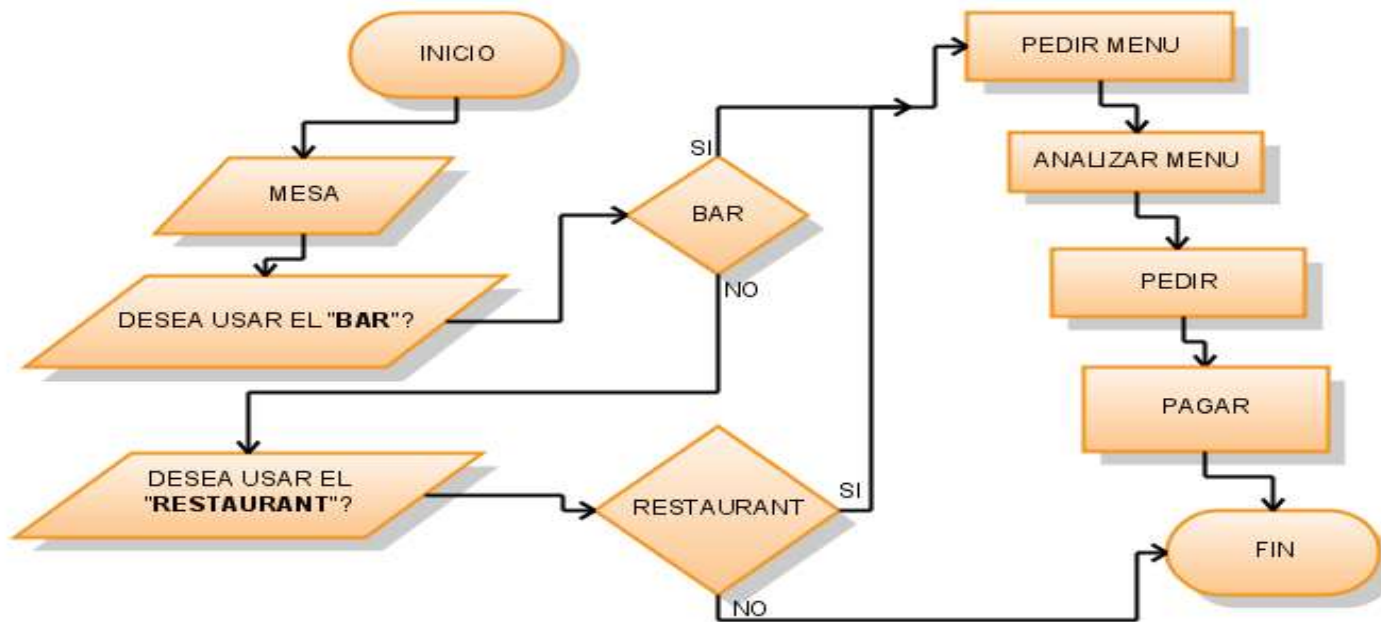 INICIO
MESA
DESEA USAR EL "BAR"?
BAR
SI
NO
DESEA USAR EL
"RESTAURANT"?
RESTAURANT
SI
NO
PEDIR MENU
ANALIZAR MENU
PEDIR
PAGAR
FIN